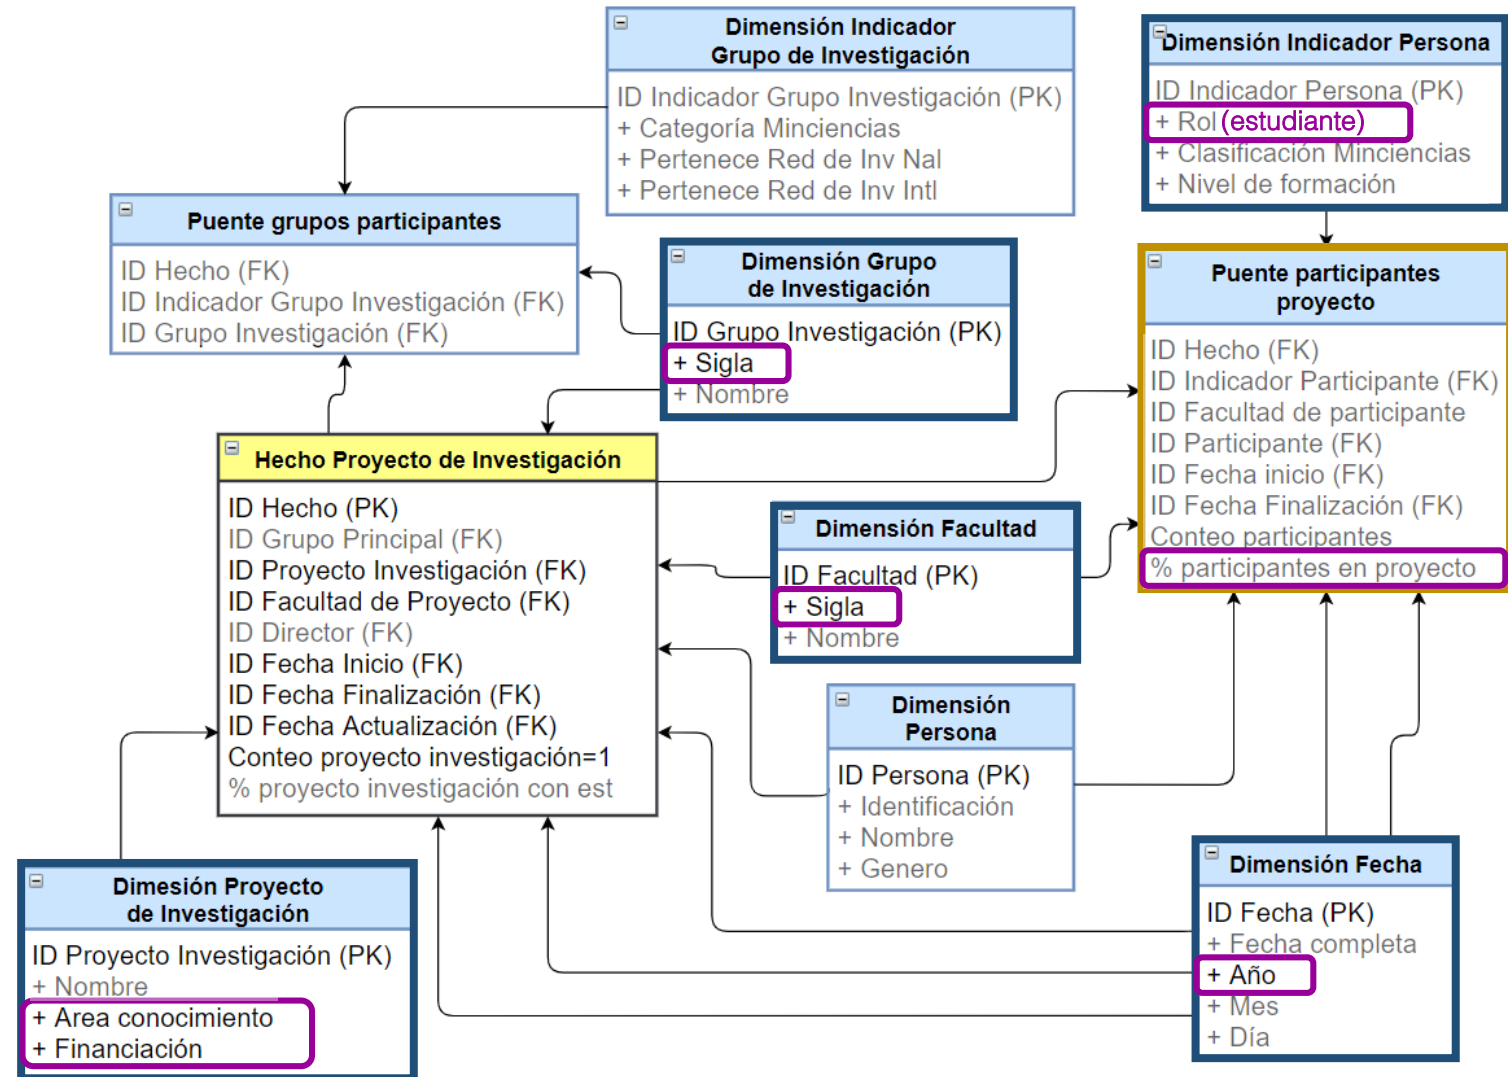 Dimensión Indicador
Grupo de Investigación
ID Indicador Grupo Investigación (PK)
+ Categoría Minciencias
+ Pertenece Red de Inv Nal
+ Pertenece Red de Inv Intl
Dimensión Indicador Persona
ID Indicador Persona (PK)
+ Rol (estudiante)
+ Clasificación Minciencias
+ Nivel de formación
Puente grupos participantes
ID Hecho (FK)
ID Indicador Grupo Investigación (FK)
ID Grupo Investigación (FK)
Dimensión Grupo
de Investigación
ID Grupo Investigación (PK)
+ Sigla
+ Nombre
Puente participantes
proyecto
ID Hecho (FK)
ID Indicador Participante (FK)
ID Facultad de participante
ID Participante (FK)
ID Fecha inicio (FK)
ID Fecha Finalización (FK)
Conteo participantes
% participantes en proyecto
Hecho Proyecto de Investigación
ID Hecho (PK)
ID Grupo Principal (FK)
ID Proyecto Investigación (FK)
ID Facultad de Proyecto (FK)
ID Director (FK)
ID Fecha Inicio (FK)
ID Fecha Finalización (FK)
ID Fecha Actualización (FK)
Conteo proyecto investigación=1
% proyecto investigación con est
Dimensión Facultad
ID Facultad (PK)
+ Sigla
+ Nombre
Dimensión
Persona
ID Persona (PK)
+ Identificación
+ Nombre
+ Genero
Dimesión Proyecto
de Investigación
ID Proyecto Investigación (PK)
+ Nombre
+ Area conocimiento
+ Financiación
Dimensión Fecha
ID Fecha (PK)
+ Fecha completa
+ Año
+ Mes
+ Día